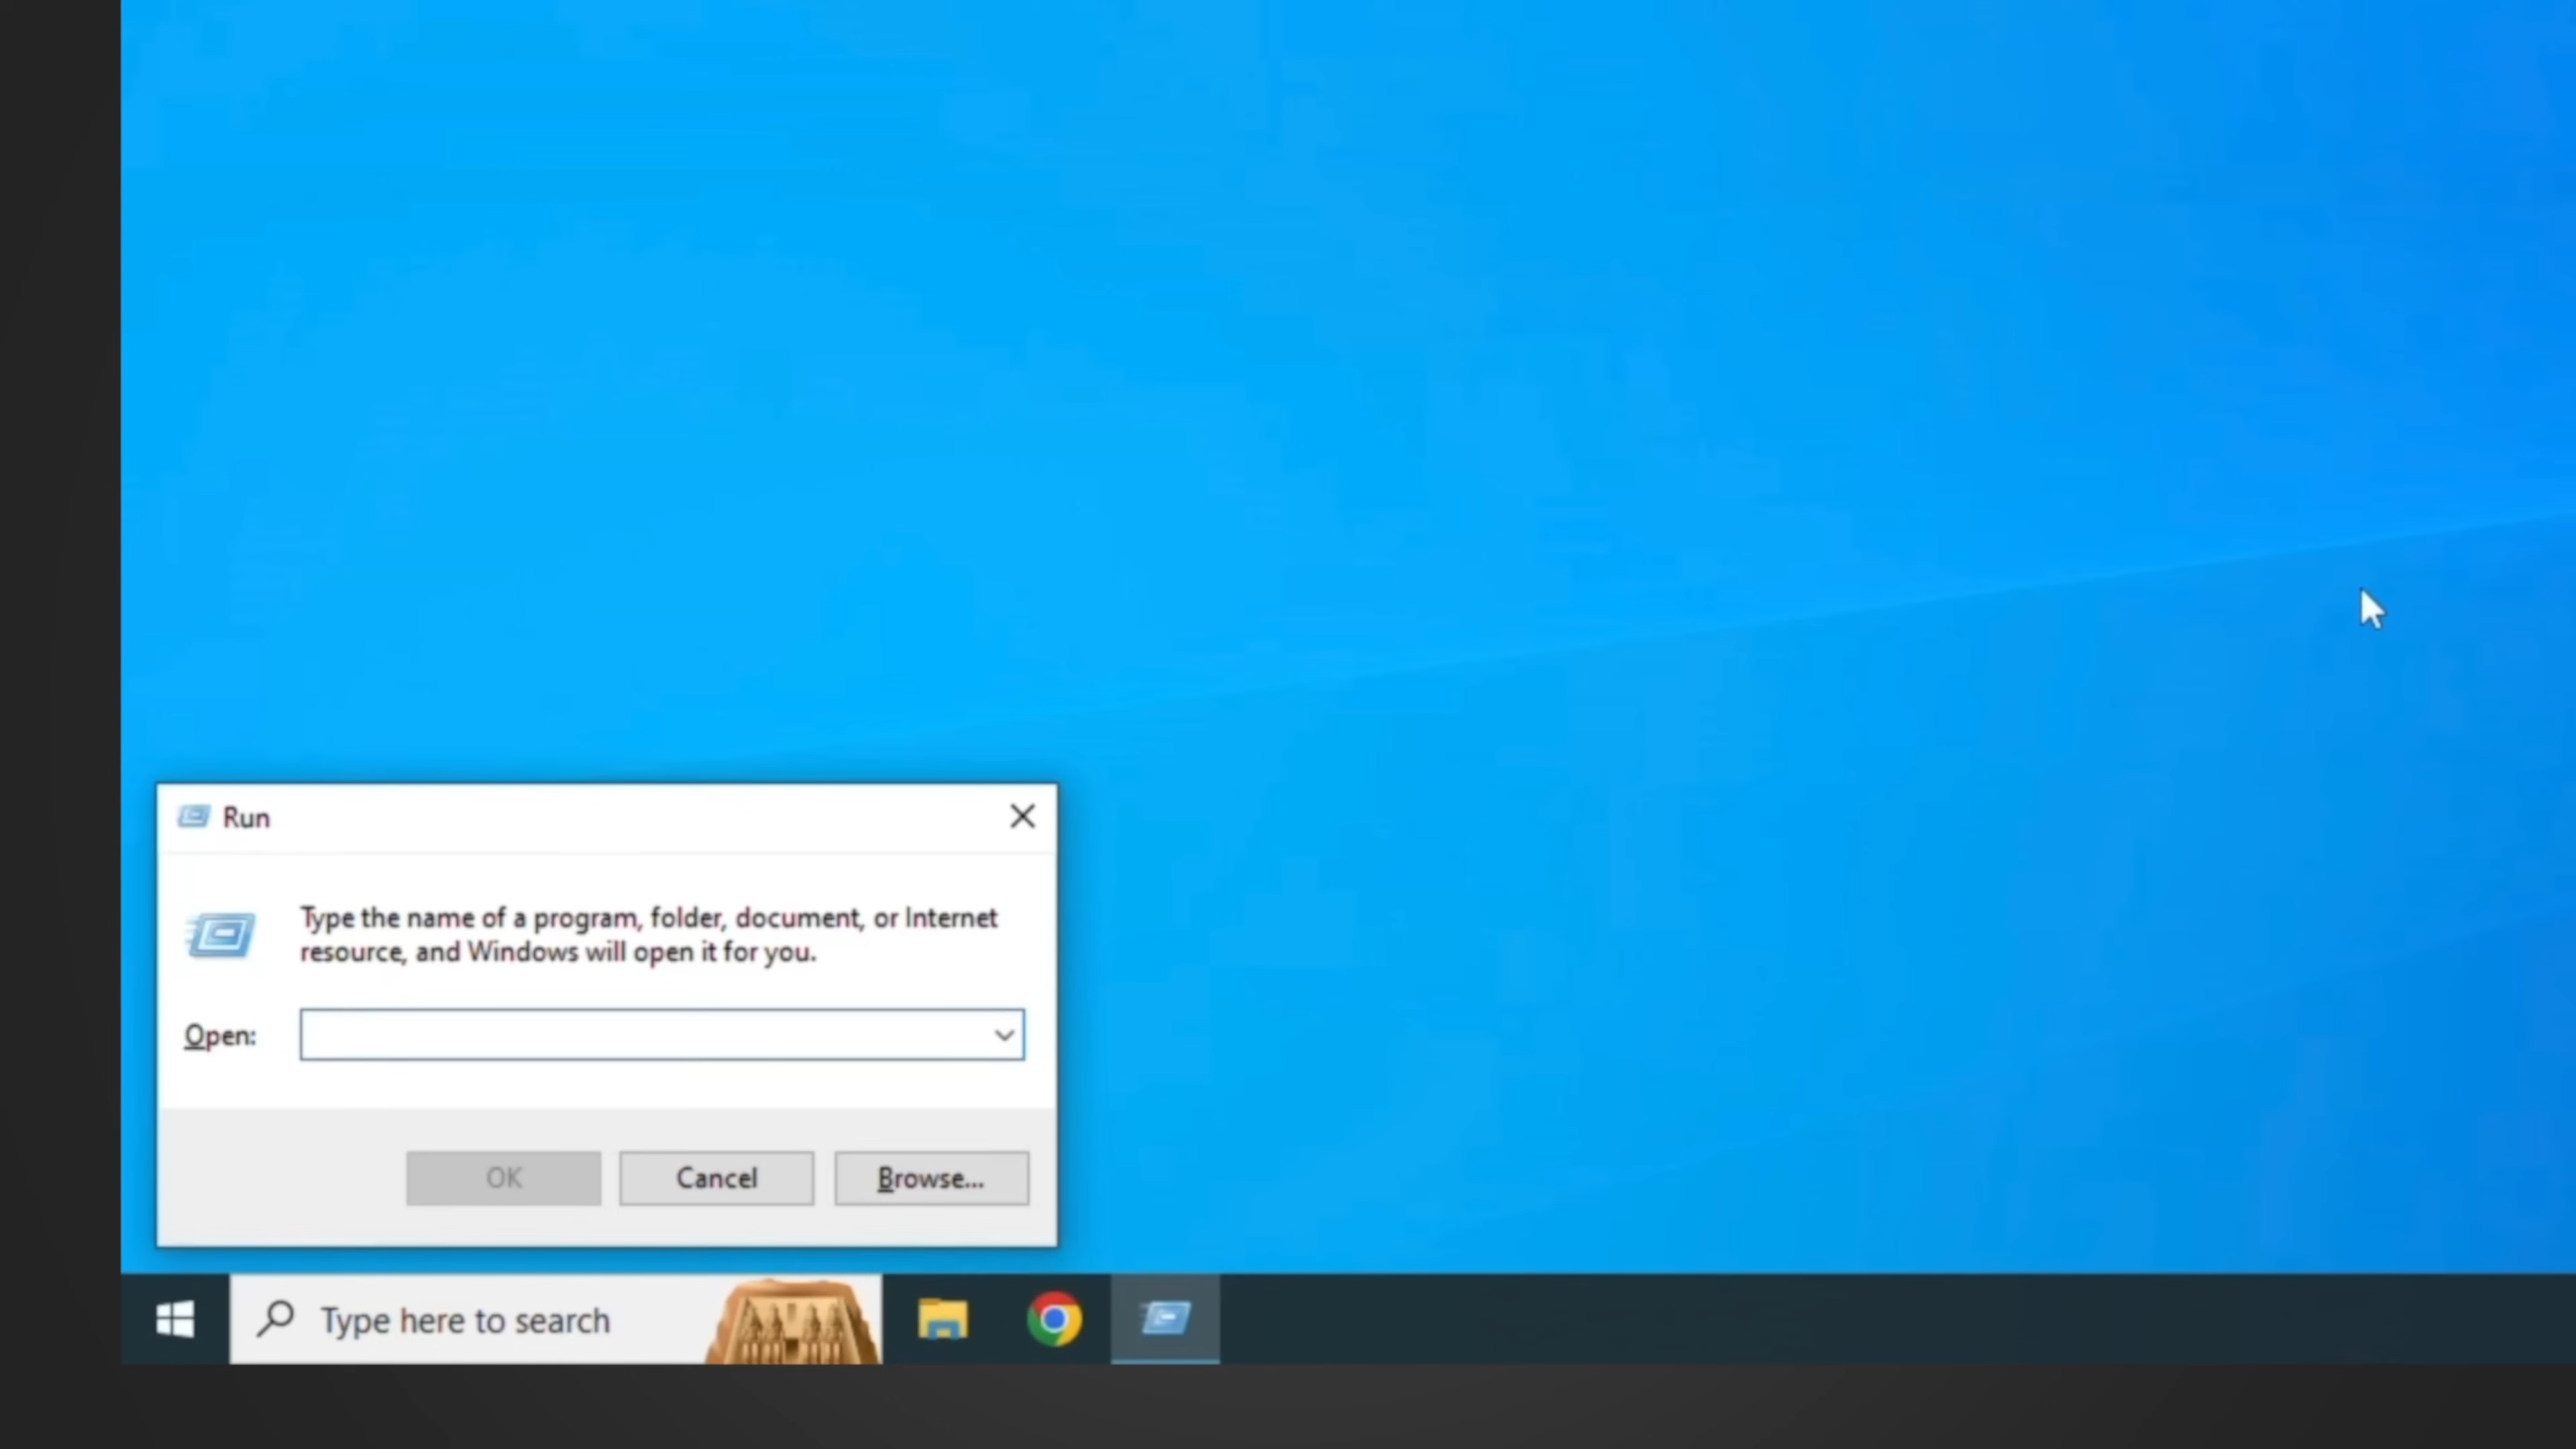 Run
Type the name of a program, folder, document, or Internet
resource, and Windows will open it for you.
Open:
OK
Cancel
Browse...
Type here to search